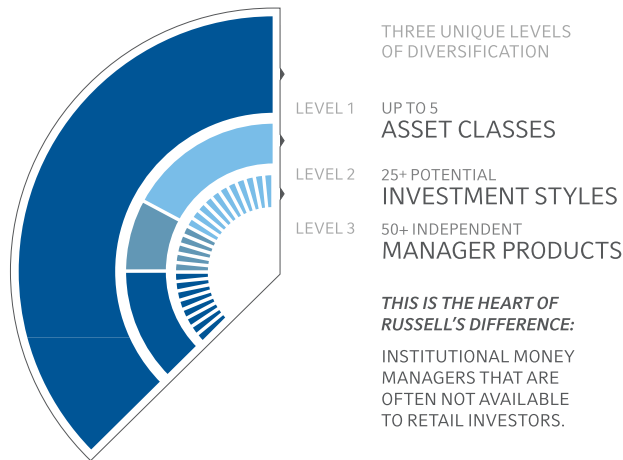 THREE UNIQUE LEVELS
OF DIVERSIFICATION
LEVEL 1
UP TO 5
ASSET CLASSES
LEVEL 2
25+ POTENTIAL
INVESTMENT STYLES
LEVEL 3
50+ INDEPENDENT
MANAGER PRODUCTS
THIS IS THE HEART OF
RUSSELL'S DIFFERENCE:
INSTITUTIONAL MONEY
MANAGERS THAT ARE
OFTEN NOT AVAILABLE
TO RETAIL INVESTORS.